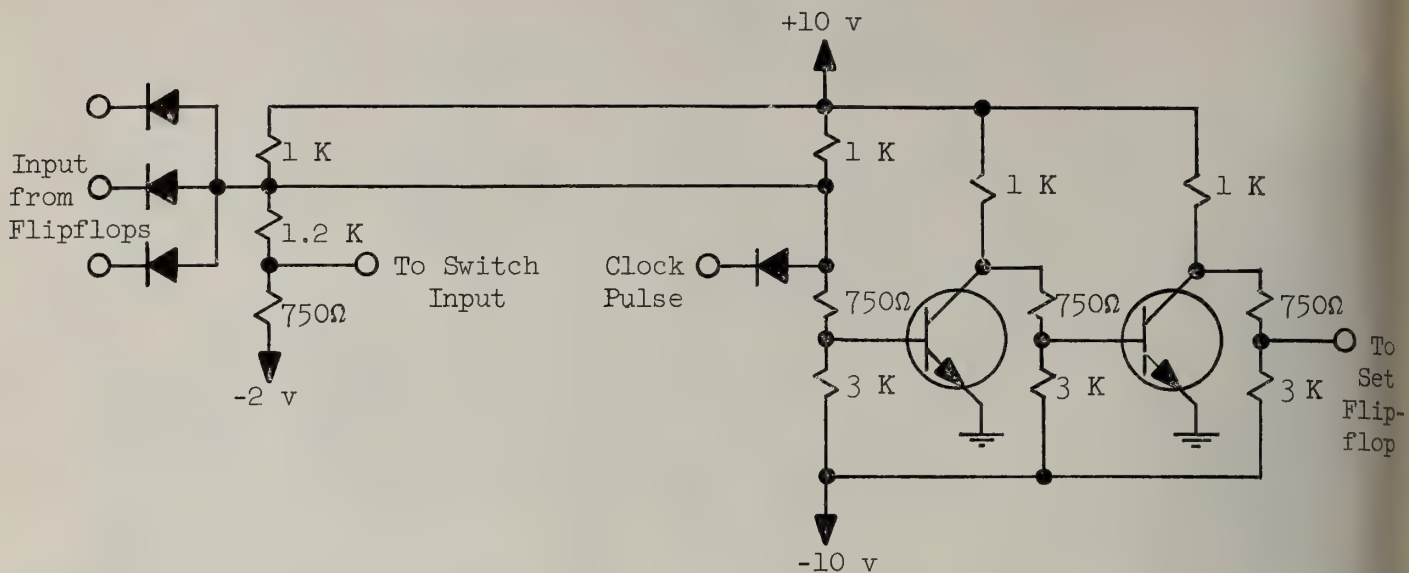 +10 v
1 K
1 K
1 K
1 K
Input
from
Flipflops
1.2 K
To Switch
Input
Clock
Pulse
750Ω
750Ω
750Ω
750Ω
To
Set
Flip-
flop
3 K
3 K
3 K
-2 v
-10 v